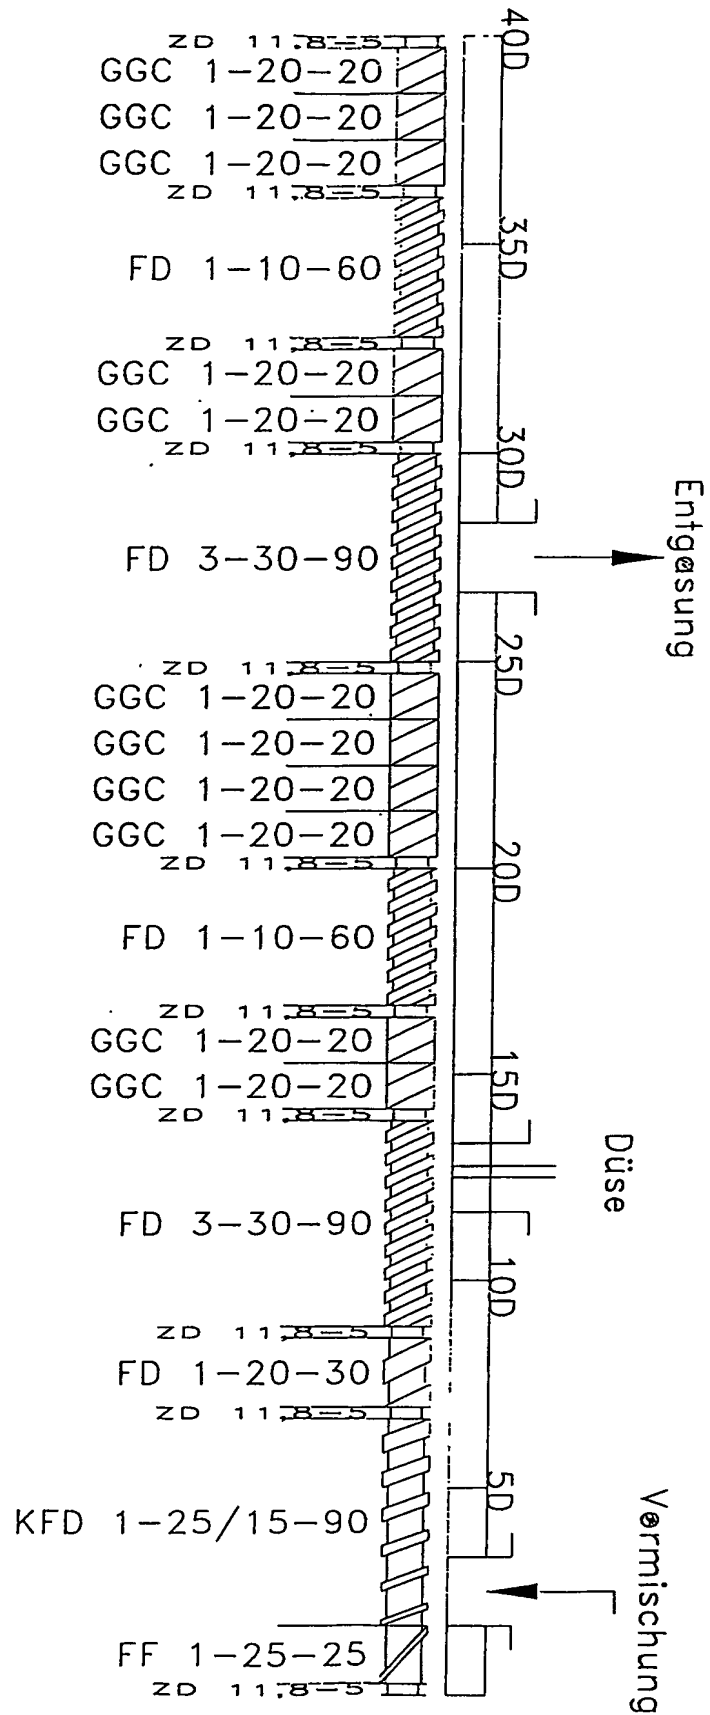 ZD 11.8-5
GGC 1-20-20
GGC 1-20-20
GGC 1-20-20
ZD 11.8-5
FD 1-10-60
ZD 11.8-5
GGC 1-20-20
GGC 1-20-20
ZD 11.8-5
FD 3-30-90
ZD 11.8-5
GGC 1-20-20
GGC 1-20-20
GGC 1-20-20
GGC 1-20-20
ZD 11.8-5
FD 1-10-60
ZD 11.8-5
GGC 1-20-20
GGC 1-20-20
ZD 11.8-5
FD 3-30-90
ZD 11.8-5
FD 1-20-30
ZD 11.8-5
KFD 1-25/15-90
FF 1-25-25
ZD 11.8-5
40D
35D
30D
25D
20D
15D
10D
5D
Entgasung
Düse
Vormischung